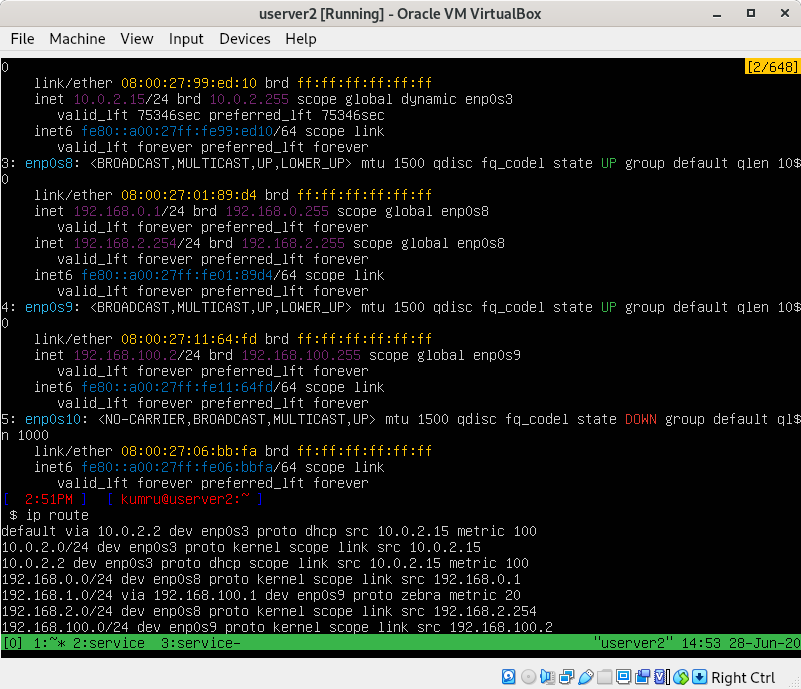 userver2 [Running] - Oracle VM VirtualBox
File Machine View Input Devices Help
0 [2/648]
link/ether 08:00:27:99:ed:10 brd ff:ff:ff:ff:ff:ff
inet 10.0.2.15/24 brd 10.0.2.255 scope global dynamic enp0s3
valid_lft 75346sec preferred_lft 75346sec
inet6 fe80::a00:27ff:fe99:ed10/64 scope link
valid_lft forever preferred_lft forever
3: enp0s8: <BROADCAST,MULTICAST,UP,LOWER_UP> mtu 1500 qdisc fq_codel state UP group default qlen 10$
0
link/ether 08:00:27:01:89:d4 brd ff:ff:ff:ff:ff:ff
inet 192.168.0.1/24 brd 192.168.0.255 scope global enp0s8
valid_lft forever preferred_lft forever
inet 192.168.2.254/24 brd 192.168.2.255 scope global enp0s8
valid_lft forever preferred_lft forever
inet6 fe80::a00:27ff:fe01:89d4/64 scope link
valid_lft forever preferred_lft forever
4: enp0s9: <BROADCAST,MULTICAST,UP,LOWER_UP> mtu 1500 qdisc fq_codel state UP group default qlen 10$
0
link/ether 08:00:27:11:64:fd brd ff:ff:ff:ff:ff:ff
inet 192.168.100.2/24 brd 192.168.100.255 scope global enp0s9
valid_lft forever preferred_lft forever
inet6 fe80::a00:27ff:fe11:64fd/64 scope link
valid_lft forever preferred_lft forever
5: enp0s10: <NO-CARRIER,BROADCAST,MULTICAST,UP> mtu 1500 qdisc fq_codel state DOWN group default ql$
n 1000
link/ether 08:00:27:06:bb:fa brd ff:ff:ff:ff:ff:ff
inet6 fe80::a00:27ff:fe06:bbfa/64 scope link
valid_lft forever preferred_lft forever
[ 2:51PM ] [ kumru@userver2:~ ]
$ ip route
default via 10.0.2.2 dev enp0s3 proto dhcp src 10.0.2.15 metric 100
10.0.2.0/24 dev enp0s3 proto kernel scope link src 10.0.2.15
10.0.2.2 dev enp0s3 proto dhcp scope link src 10.0.2.15 metric 100
192.168.0.0/24 dev enp0s8 proto kernel scope link src 192.168.0.1
192.168.1.0/24 via 192.168.100.1 dev enp0s9 proto zebra metric 20
192.168.2.0/24 dev enp0s8 proto kernel scope link src 192.168.2.254
192.168.100.0/24 dev enp0s9 proto kernel scope link src 192.168.100.2
[0] 1:~* 2:service 3:service- "userver2" 14:53 28-Jun-20
Right Ctrl